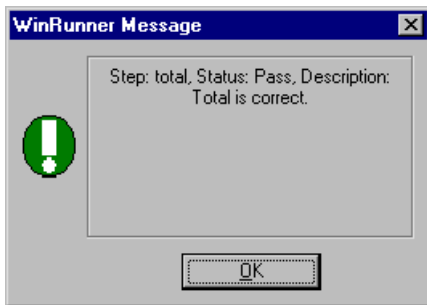 WinRunner Message
Step: total, Status: Pass, Description:
Total is correct.
OK